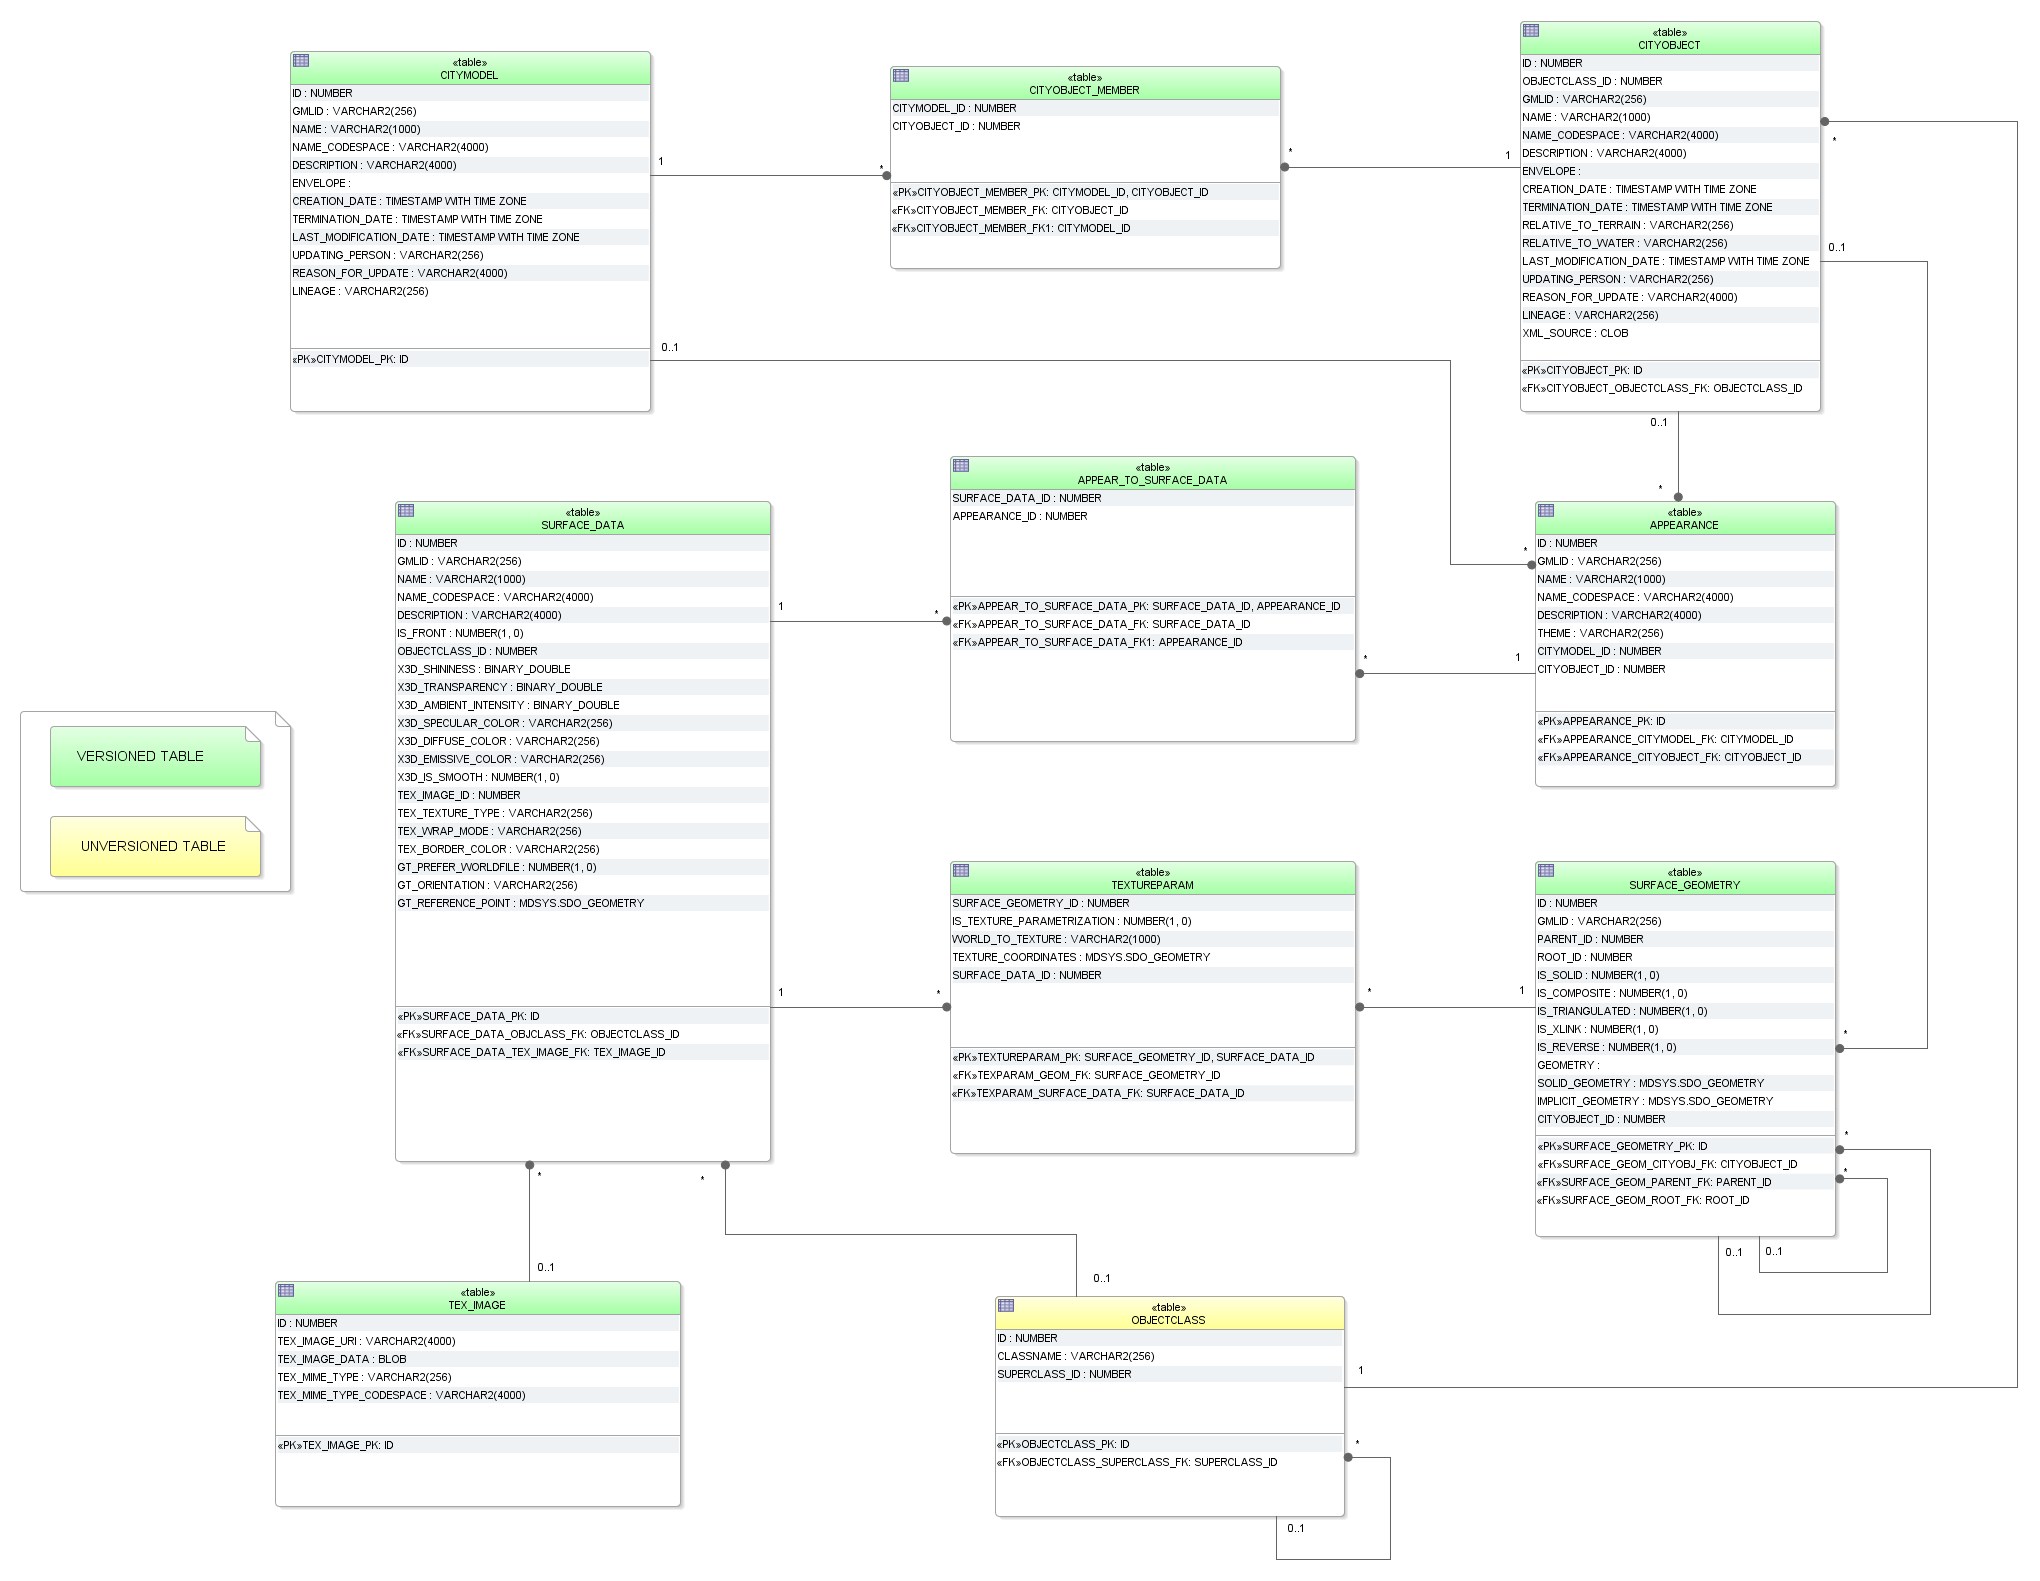 «table»
CITYMODEL
ID : NUMBER
GMLID : VARCHAR2(256)
NAME : VARCHAR2(1000)
NAME_CODESPACE : VARCHAR2(4000)
DESCRIPTION : VARCHAR2(4000)
ENVELOPE :
CREATION_DATE : TIMESTAMP WITH TIME ZONE
TERMINATION_DATE : TIMESTAMP WITH TIME ZONE
LAST_MODIFICATION_DATE : TIMESTAMP WITH TIME ZONE
UPDATING_PERSON : VARCHAR2(256)
REASON_FOR_UPDATE : VARCHAR2(4000)
LINEAGE : VARCHAR2(256)
«PK»CITYMODEL_PK: ID
1
*
0..1
*
«table»
CITYOBJECT_MEMBER
CITYMODEL_ID : NUMBER
CITYOBJECT_ID : NUMBER
«PK»CITYOBJECT_MEMBER_PK: CITYMODEL_ID, CITYOBJECT_ID
«FK»CITYOBJECT_MEMBER_FK: CITYOBJECT_ID
«FK»CITYOBJECT_MEMBER_FK1: CITYMODEL_ID
*
1
«table»
CITYOBJECT
ID : NUMBER
OBJECTCLASS_ID : NUMBER
GMLID : VARCHAR2(256)
NAME : VARCHAR2(1000)
NAME_CODESPACE : VARCHAR2(4000)
DESCRIPTION : VARCHAR2(4000)
ENVELOPE :
CREATION_DATE : TIMESTAMP WITH TIME ZONE
TERMINATION_DATE : TIMESTAMP WITH TIME ZONE
RELATIVE_TO_TERRAIN : VARCHAR2(256)
RELATIVE_TO_WATER : VARCHAR2(256)
LAST_MODIFICATION_DATE : TIMESTAMP WITH TIME ZONE
UPDATING_PERSON : VARCHAR2(256)
REASON_FOR_UPDATE : VARCHAR2(4000)
LINEAGE : VARCHAR2(256)
XML_SOURCE : CLOB
«PK»CITYOBJECT_PK: ID
«FK»CITYOBJECT_OBJECTCLASS_FK: OBJECTCLASS_ID
*
0..1
0..1
*
«table»
SURFACE_DATA
ID : NUMBER
GMLID : VARCHAR2(256)
NAME : VARCHAR2(1000)
NAME_CODESPACE : VARCHAR2(4000)
DESCRIPTION : VARCHAR2(4000)
IS_FRONT : NUMBER(1, 0)
OBJECTCLASS_ID : NUMBER
X3D_SHININESS : BINARY_DOUBLE
X3D_TRANSPARENCY : BINARY_DOUBLE
X3D_AMBIENT_INTENSITY : BINARY_DOUBLE
X3D_SPECULAR_COLOR : VARCHAR2(256)
X3D_DIFFUSE_COLOR : VARCHAR2(256)
X3D_EMISSIVE_COLOR : VARCHAR2(256)
X3D_IS_SMOOTH : NUMBER(1, 0)
TEX_IMAGE_ID : NUMBER
TEX_TEXTURE_TYPE : VARCHAR2(256)
TEX_WRAP_MODE : VARCHAR2(256)
TEX_BORDER_COLOR : VARCHAR2(256)
GT_PREFER_WORLDFILE : NUMBER(1, 0)
GT_ORIENTATION : VARCHAR2(256)
GT_REFERENCE_POINT : MDSYS.SDO_GEOMETRY
«PK»SURFACE_DATA_PK: ID
«FK»SURFACE_DATA_OBJCLASS_FK: OBJECTCLASS_ID
«FK»SURFACE_DATA_TEX_IMAGE_FK: TEX_IMAGE_ID
1
*
1
*
*
*
«table»
APPEAR_TO_SURFACE_DATA
SURFACE_DATA_ID : NUMBER
APPEARANCE_ID : NUMBER
«PK»APPEAR_TO_SURFACE_DATA_PK: SURFACE_DATA_ID, APPEARANCE_ID
«FK»APPEAR_TO_SURFACE_DATA_FK: SURFACE_DATA_ID
«FK»APPEAR_TO_SURFACE_DATA_FK1: APPEARANCE_ID
*
1
«table»
APPEARANCE
ID : NUMBER
GMLID : VARCHAR2(256)
NAME : VARCHAR2(1000)
NAME_CODESPACE : VARCHAR2(4000)
DESCRIPTION : VARCHAR2(4000)
THEME : VARCHAR2(256)
CITYMODEL_ID : NUMBER
CITYOBJECT_ID : NUMBER
«PK»APPEARANCE_PK: ID
«FK»APPEARANCE_CITYMODEL_FK: CITYMODEL_ID
«FK»APPEARANCE_CITYOBJECT_FK: CITYOBJECT_ID
VERSIONED TABLE
UNVERSIONED TABLE
«table»
TEXTUREPARAM
SURFACE_GEOMETRY_ID : NUMBER
IS_TEXTURE_PARAMETRIZATION : NUMBER(1, 0)
WORLD_TO_TEXTURE : VARCHAR2(1000)
TEXTURE_COORDINATES : MDSYS.SDO_GEOMETRY
SURFACE_DATA_ID : NUMBER
«PK»TEXTUREPARAM_PK: SURFACE_GEOMETRY_ID, SURFACE_DATA_ID
«FK»TEXPARAM_GEOM_FK: SURFACE_GEOMETRY_ID
«FK»TEXPARAM_SURFACE_DATA_FK: SURFACE_DATA_ID
*
1
«table»
SURFACE_GEOMETRY
ID : NUMBER
GMLID : VARCHAR2(256)
PARENT_ID : NUMBER
ROOT_ID : NUMBER
IS_SOLID : NUMBER(1, 0)
IS_COMPOSITE : NUMBER(1, 0)
IS_TRIANGULATED : NUMBER(1, 0)
IS_XLINK : NUMBER(1, 0)
IS_REVERSE : NUMBER(1, 0)
GEOMETRY :
SOLID_GEOMETRY : MDSYS.SDO_GEOMETRY
IMPLICIT_GEOMETRY : MDSYS.SDO_GEOMETRY
CITYOBJECT_ID : NUMBER
«PK»SURFACE_GEOMETRY_PK: ID
«FK»SURFACE_GEOM_CITYOBJ_FK: CITYOBJECT_ID
«FK»SURFACE_GEOM_PARENT_FK: PARENT_ID
«FK»SURFACE_GEOM_ROOT_FK: ROOT_ID
*
*
*
0..1
0..1
0..1
«table»
TEX_IMAGE
ID : NUMBER
TEX_IMAGE_URI : VARCHAR2(4000)
TEX_IMAGE_DATA : BLOB
TEX_MIME_TYPE : VARCHAR2(256)
TEX_MIME_TYPE_CODESPACE : VARCHAR2(4000)
«PK»TEX_IMAGE_PK: ID
0..1
«table»
OBJECTCLASS
ID : NUMBER
CLASSNAME : VARCHAR2(256)
SUPERCLASS_ID : NUMBER
«PK»OBJECTCLASS_PK: ID
«FK»OBJECTCLASS_SUPERCLASS_FK: SUPERCLASS_ID
1
*
0..1